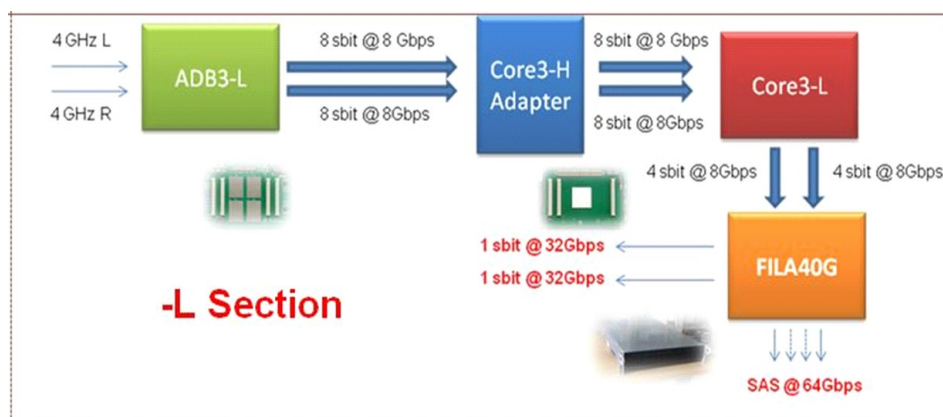 4 GHz L
4 GHz R
ADB3-L
8 sbit @ 8 Gbps
8 sbit @ 8Gbps
Core3-H
Adapter
8 sbit @ 8 Gbps
8 sbit @ 8Gbps
Core3-L
4 sbit @ 8Gbps
4 sbit @ 8Gbps
1 sbit @ 32Gbps
1 sbit @ 32Gbps
FILA40G
-L Section
SAS @ 64Gbps